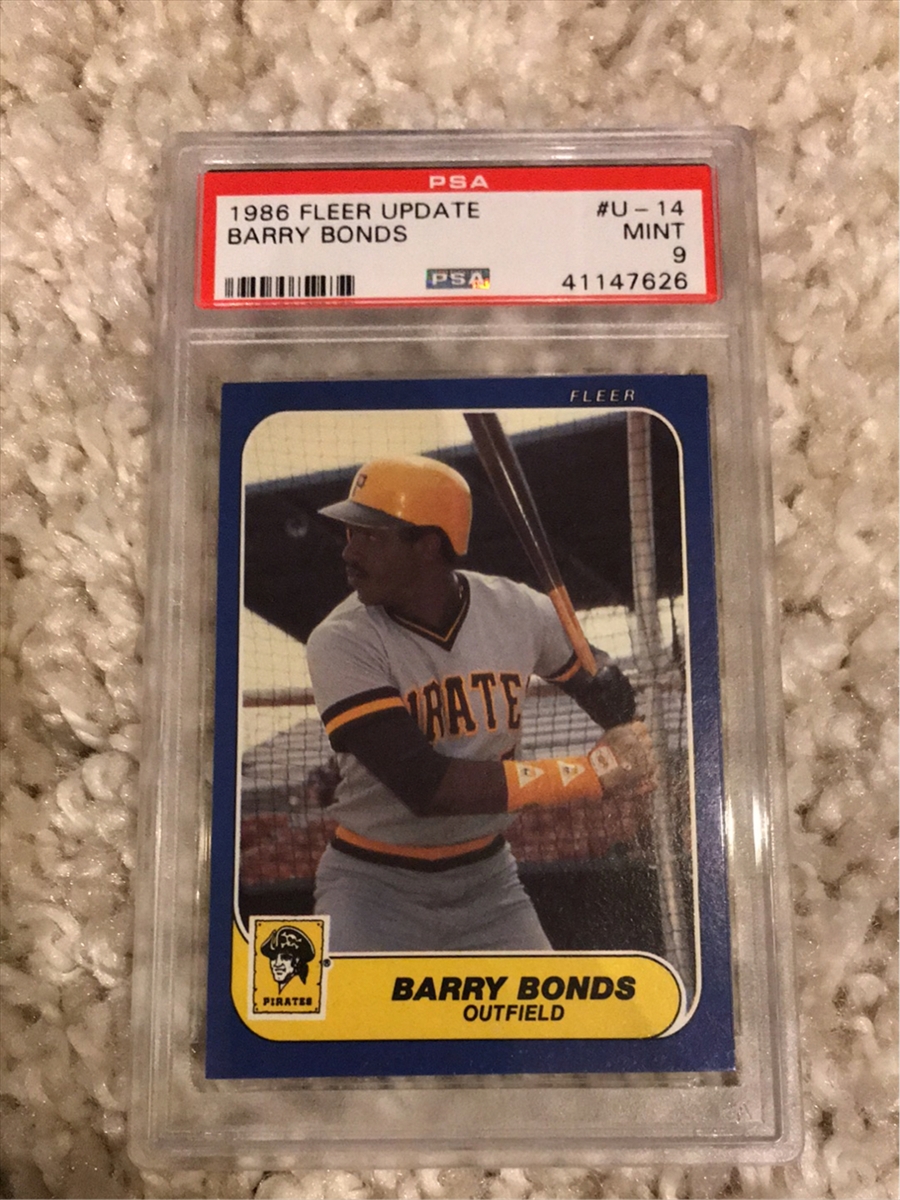 PSA
1986 FLEER UPDATE #U-14
BARRY BONDS MINT
9
PSA 41147626
FLEER
P
IRATE
PIRATES
BARRY BONDS
OUTFIELD